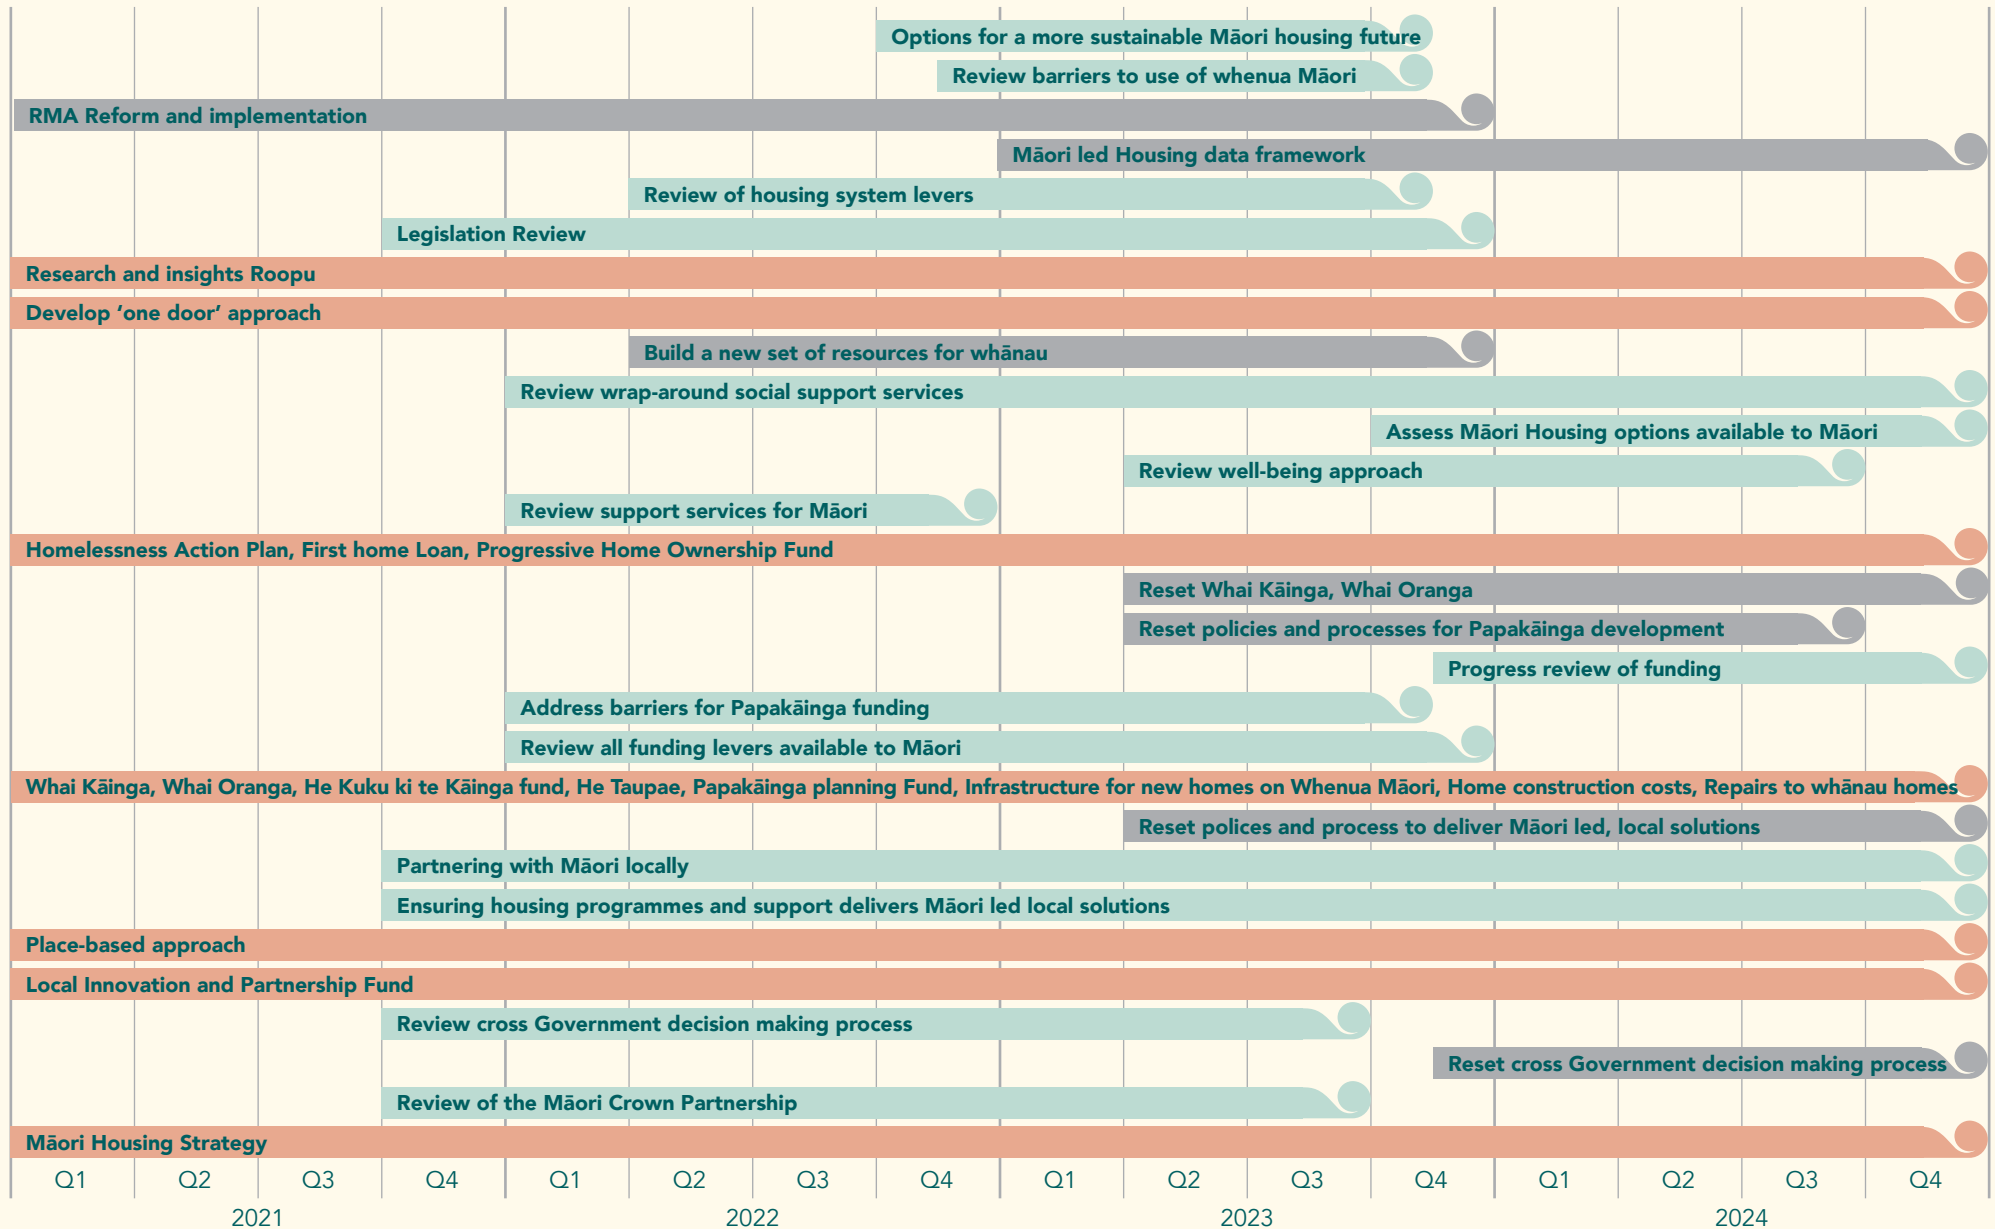 Options for a more sustainable Māori housing future
Review barriers to use of whenua Māori
RMA Reform and implementation
Māori led Housing data framework
Review of housing system levers
Legislation Review
Research and insights Roopu
Develop ‘one door’ approach
Build a new set of resources for whānau
Review wrap-around social support services
Assess Māori Housing options available to Māori
Review well-being approach
Review support services for Māori
Homelessness Action Plan, First home Loan, Progressive Home Ownership Fund
Reset Whai Kāinga, Whai Oranga
Reset policies and processes for Papakāinga development
Progress review of funding
Address barriers for Papakāinga funding
Review all funding levers available to Māori
Whai Kāinga, Whai Oranga, He Kuku ki te Kāinga fund, He Taupae, Papakāinga planning Fund, Infrastructure for new homes on Whenua Māori, Home construction costs, Repairs to whānau homes
Reset polices and process to deliver Māori led, local solutions
Partnering with Māori locally
Ensuring housing programmes and support delivers Māori led local solutions
Place-based approach
Local Innovation and Partnership Fund
Review cross Government decision making process
Reset cross Government decision making process
Review of the Māori Crown Partnership
Māori Housing Strategy
Q1 Q2 Q3 Q4 Q1 Q2 Q3 Q4 Q1 Q2 Q3 Q4 Q1 Q2 Q3 Q4
2021 2022 2023 2024